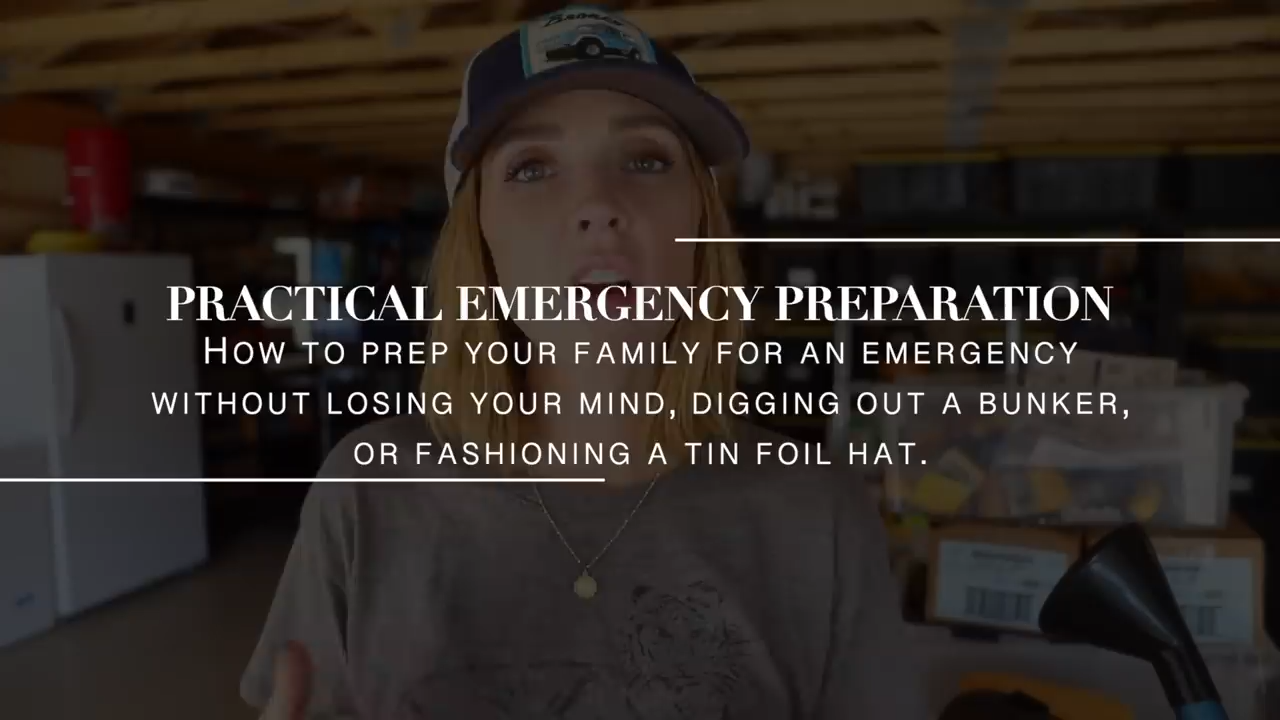 Bronco
PRACTICAL EMERGENCY PREPARATION
HOW TO PREP YOUR FAMILY FOR AN EMERGENCY
WITHOUT LOSING YOUR MIND, DIGGING OUT A BUNKER,
OR FASHIONING A TIN FOIL HAT.